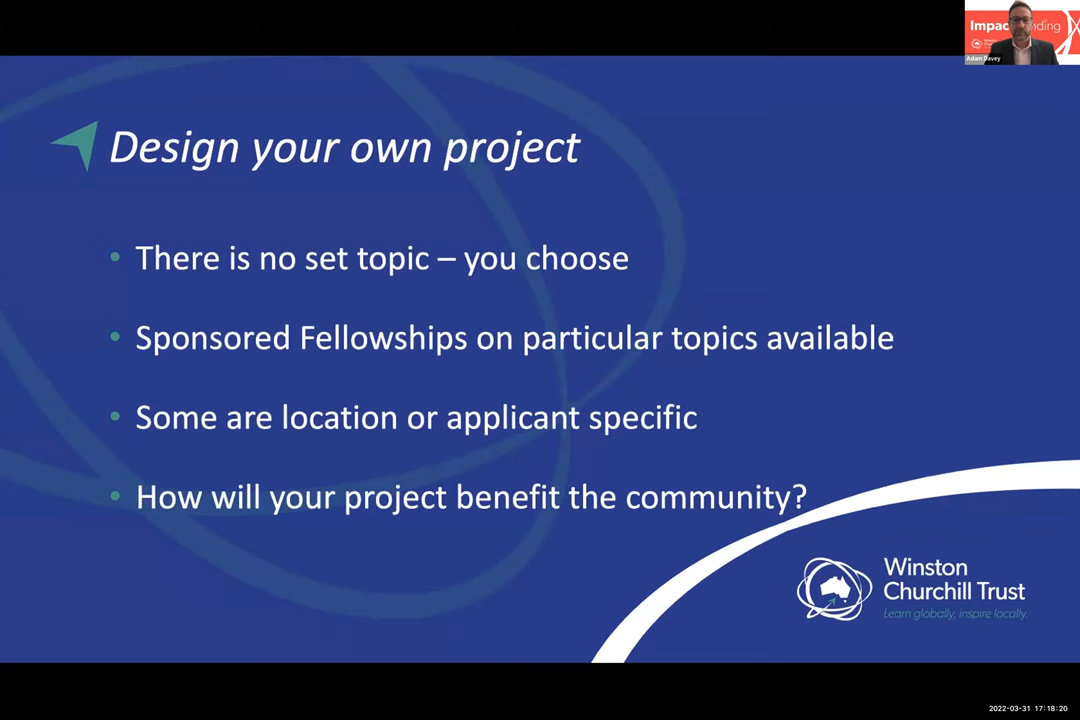 Impac
ding
Adam Davey
Design your own project
• There is no set topic – you choose
• Sponsored Fellowships on particular topics available
• Some are location or applicant specific
• How will your project benefit the community?
Winston
Churchill Trust
Learn globally, inspire locally.
2022-03-31 17:18:20